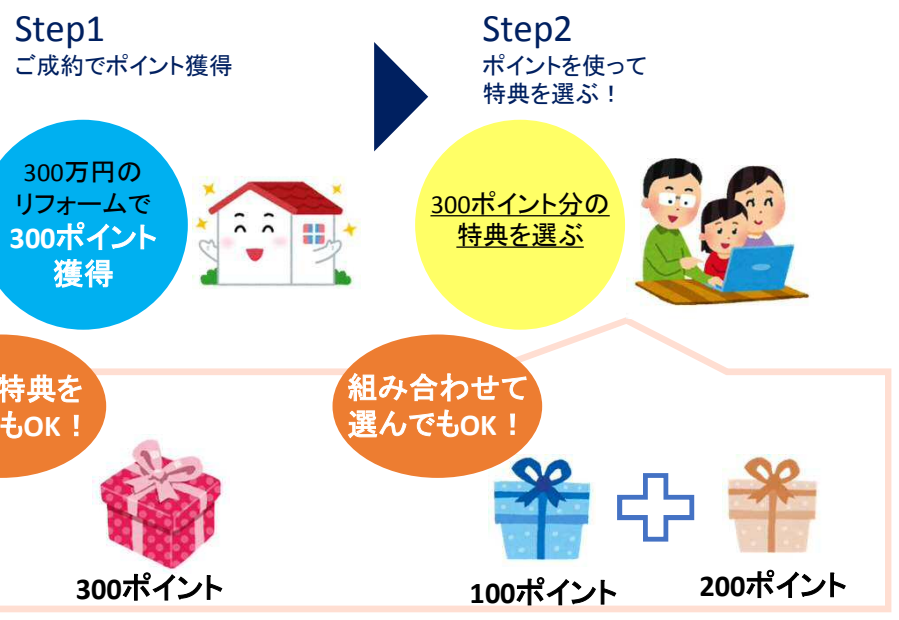 Step1
ご成約でポイント獲得
Step2
ポイントを使って
特典を選ぶ！
300万円の
リフォームで
300ポイント
獲得
300ポイント分の
特典を選ぶ
特典を
もOK！
組み合わせて
選んでもOK！
300ポイント
100ポイント
200ポイント